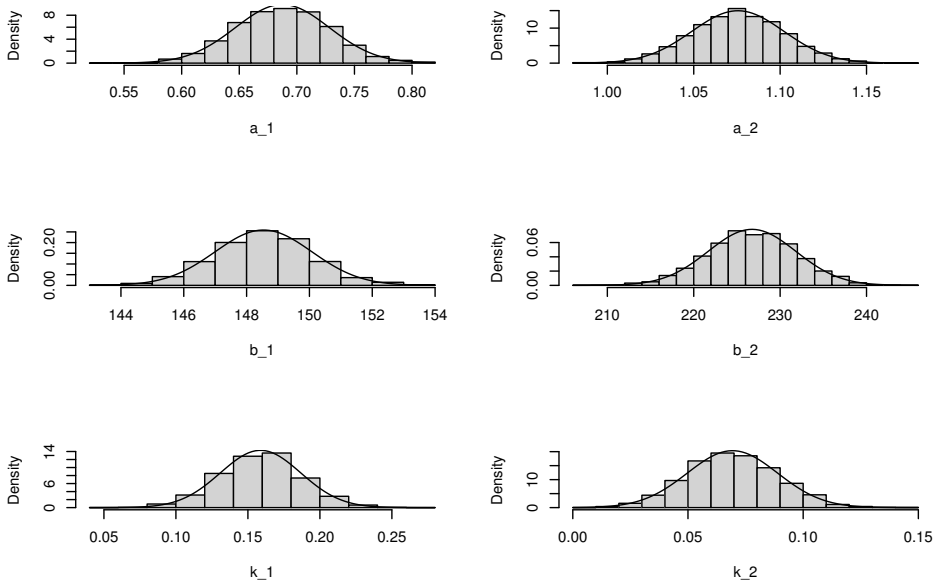 Density
0 4 8
0.55 0.60 0.65 0.70 0.75 0.80
a_1
Density
0 10
1.00 1.05 1.10 1.15
a_2
Density
0.00 0.20
144 146 148 150 152 154
b_1
Density
0.00 0.06
210 220 230 240
b_2
Density
0 6 14
0.05 0.10 0.15 0.20 0.25
k_1
Density
0 10
0.00 0.05 0.10 0.15
k_2